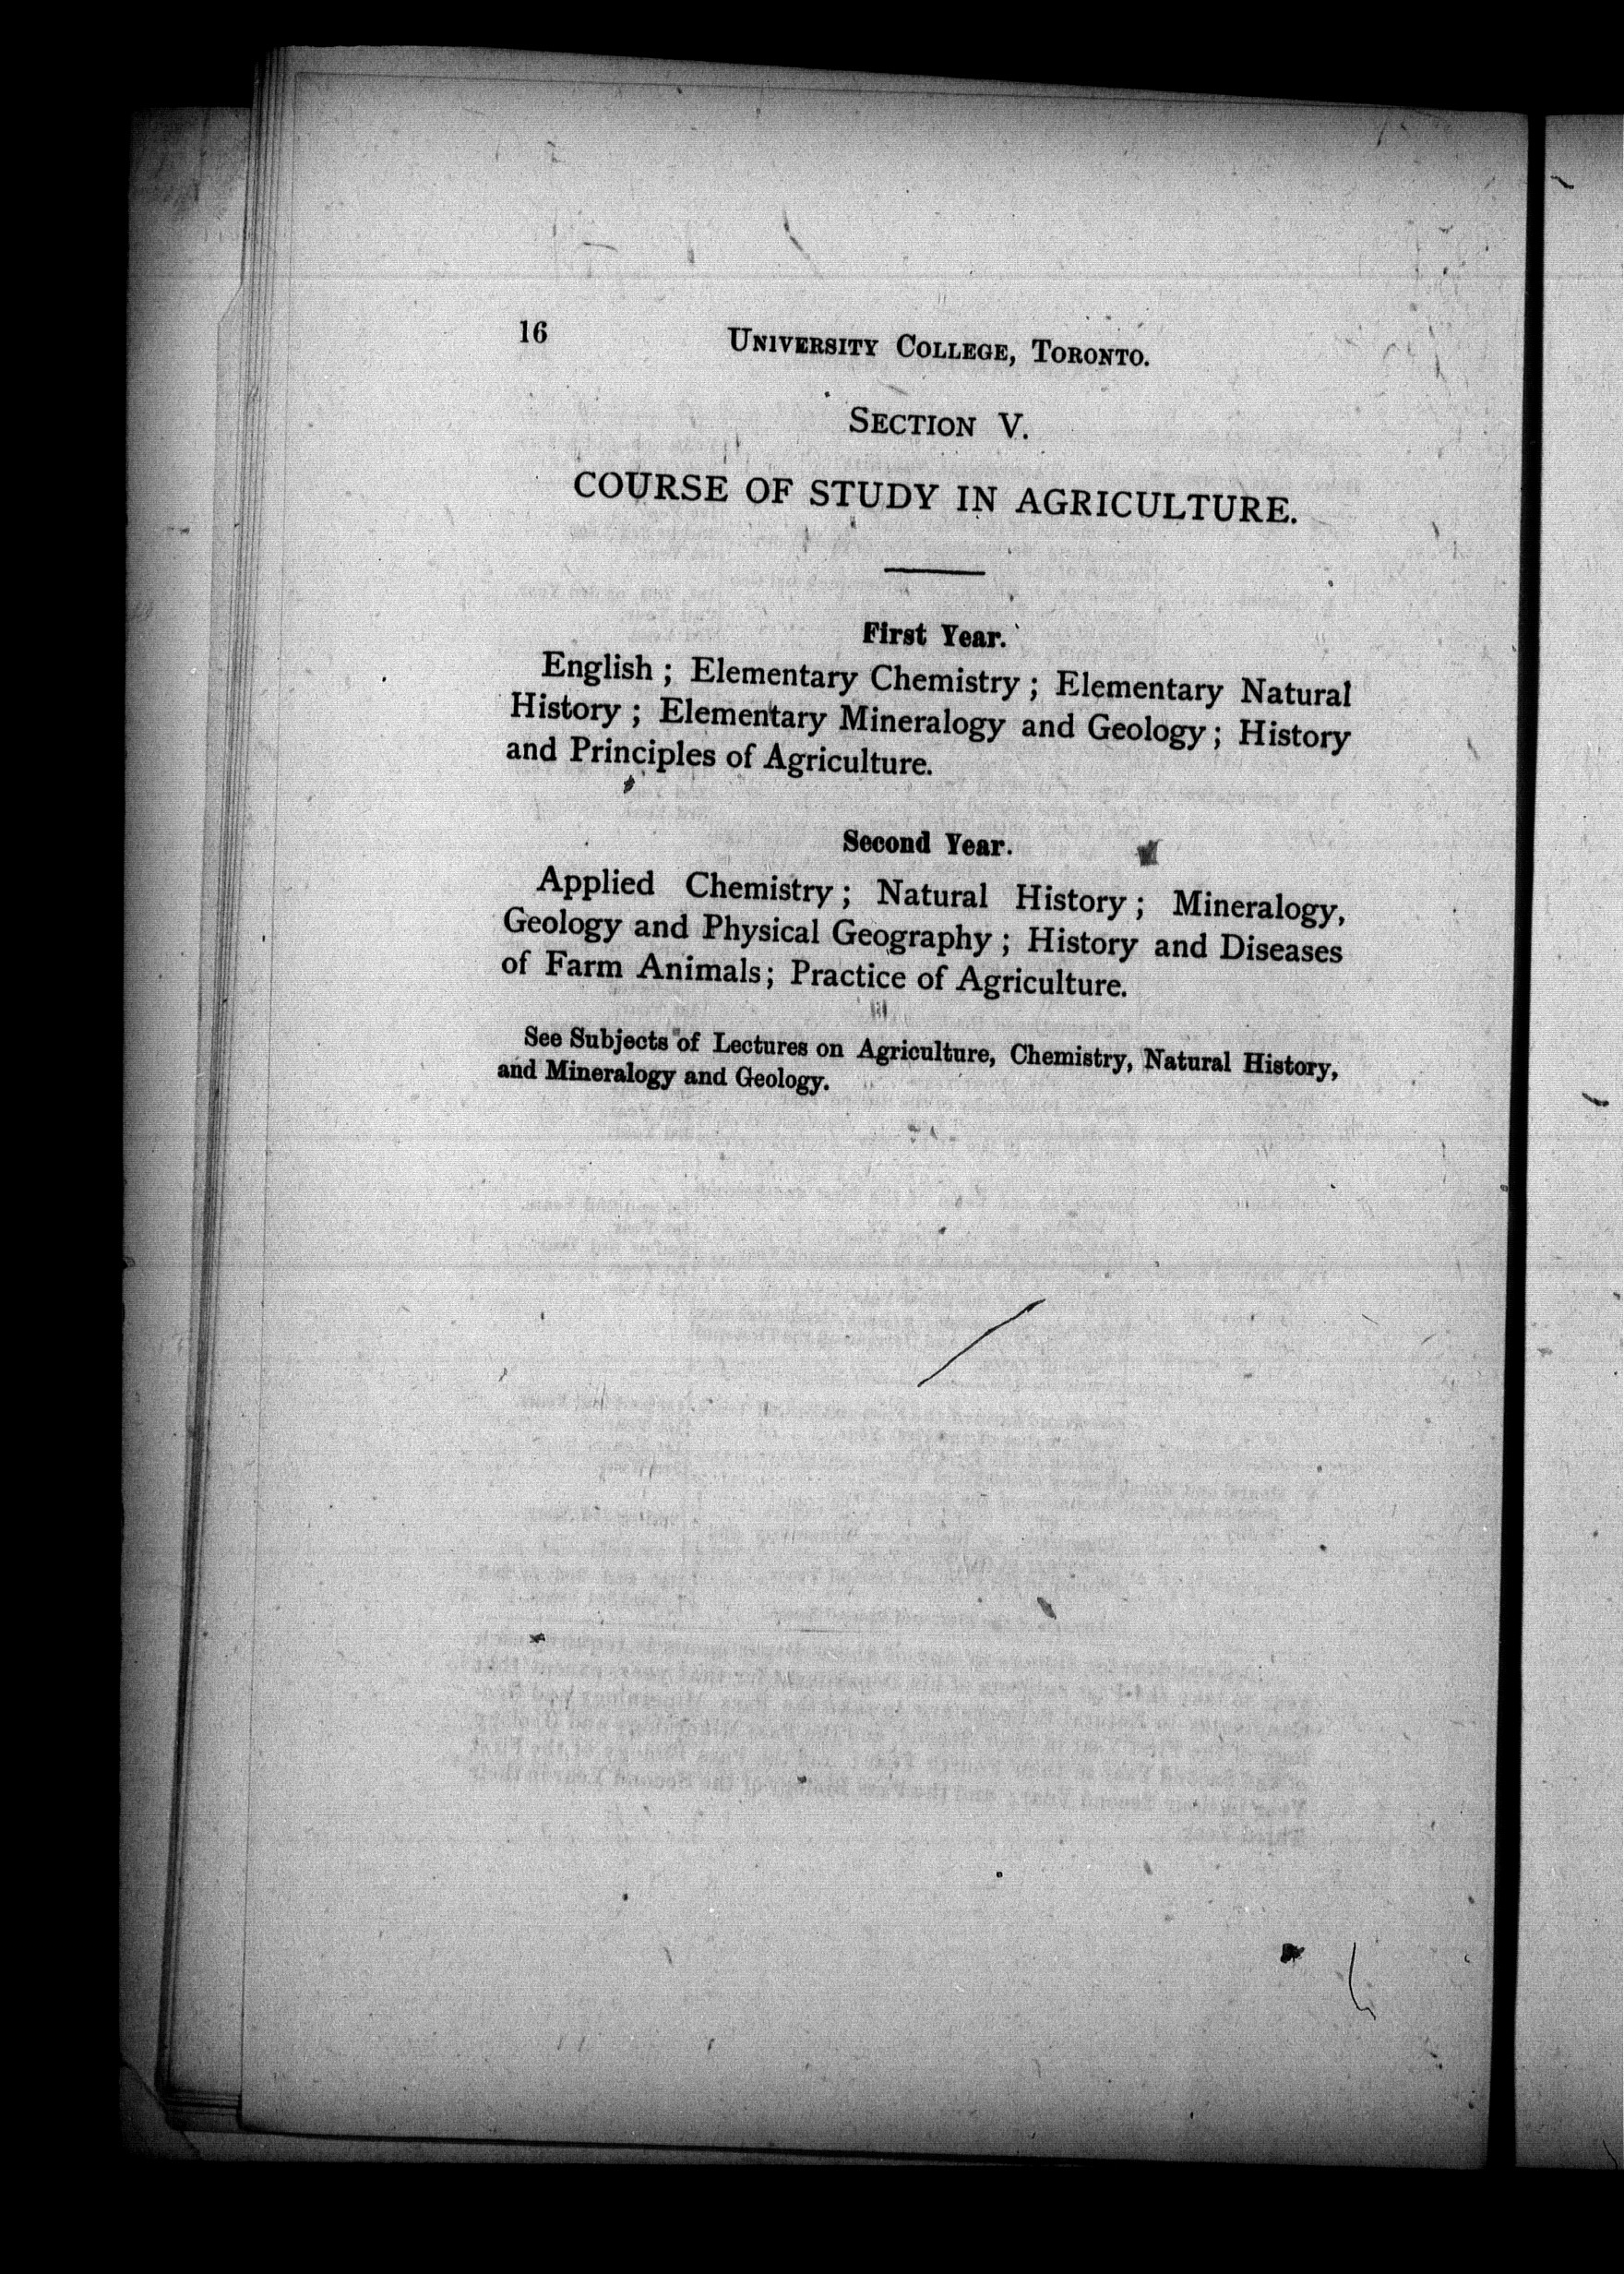 16
UNIVERSITY COLLEGE, TORONTO.
SECTION V.
COURSE OF STUDY IN AGRICULTURE.
First Year.
English ; Elementary Chemistry ; Elementary Natural
History ; Elementary Mineralogy and Geology ; History
and Principles of Agriculture.
Second Year.
Applied Chemistry ; Natural History ; Mineralogy,
Geology and Physical Geography ; History and Diseases
of Farm Animals ; Practice of Agriculture.
See Subjects of Lectures on Agriculture, Chemistry, Natural History,
and Mineralogy and Geology.